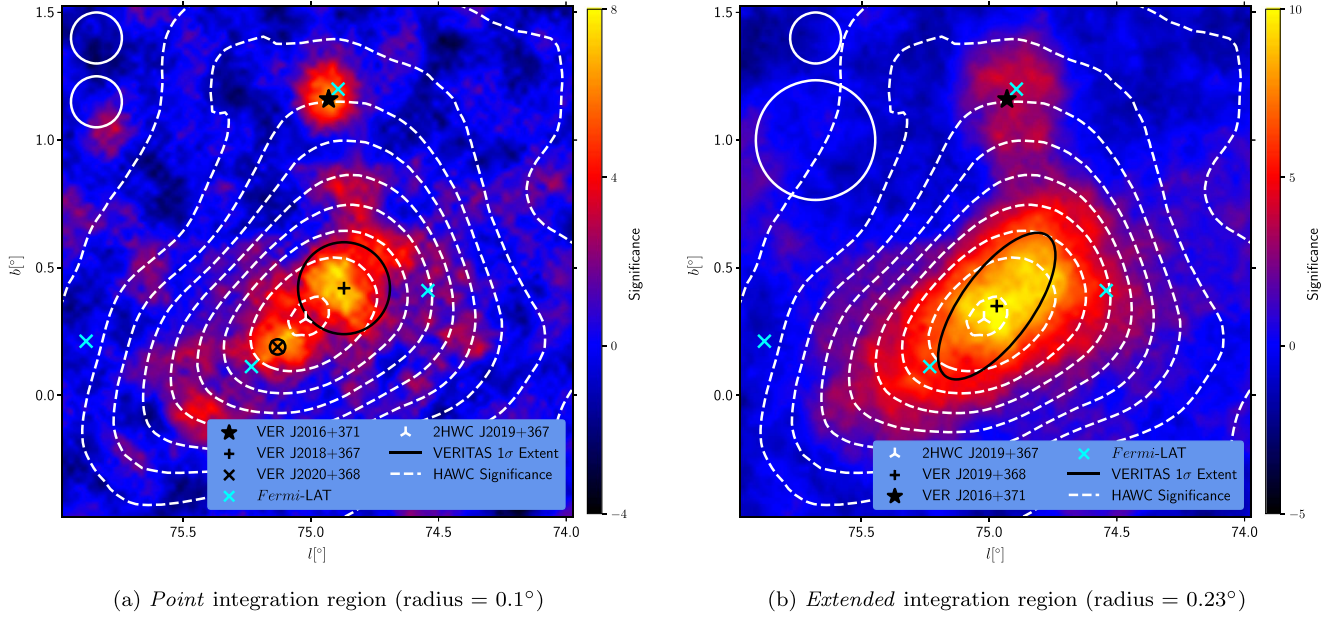 1.5
1.0
0.5
0.0
b[°]
75.5
75.0
74.5
74.0
l[°]
8
4
0
−4
Significance
VER J2016+371
VER J2018+367
VER J2020+368
Fermi-LAT
2HWC J2019+367
VERITAS 1σ Extent
HAWC Significance
(a) Point integration region (radius = 0.1°)
1.5
1.0
0.5
0.0
b[°]
75.5
75.0
74.5
74.0
l[°]
10
5
0
−5
Significance
2HWC J2019+367
VER J2019+368
VER J2016+371
Fermi-LAT
VERITAS 1σ Extent
HAWC Significance
(b) Extended integration region (radius = 0.23°)